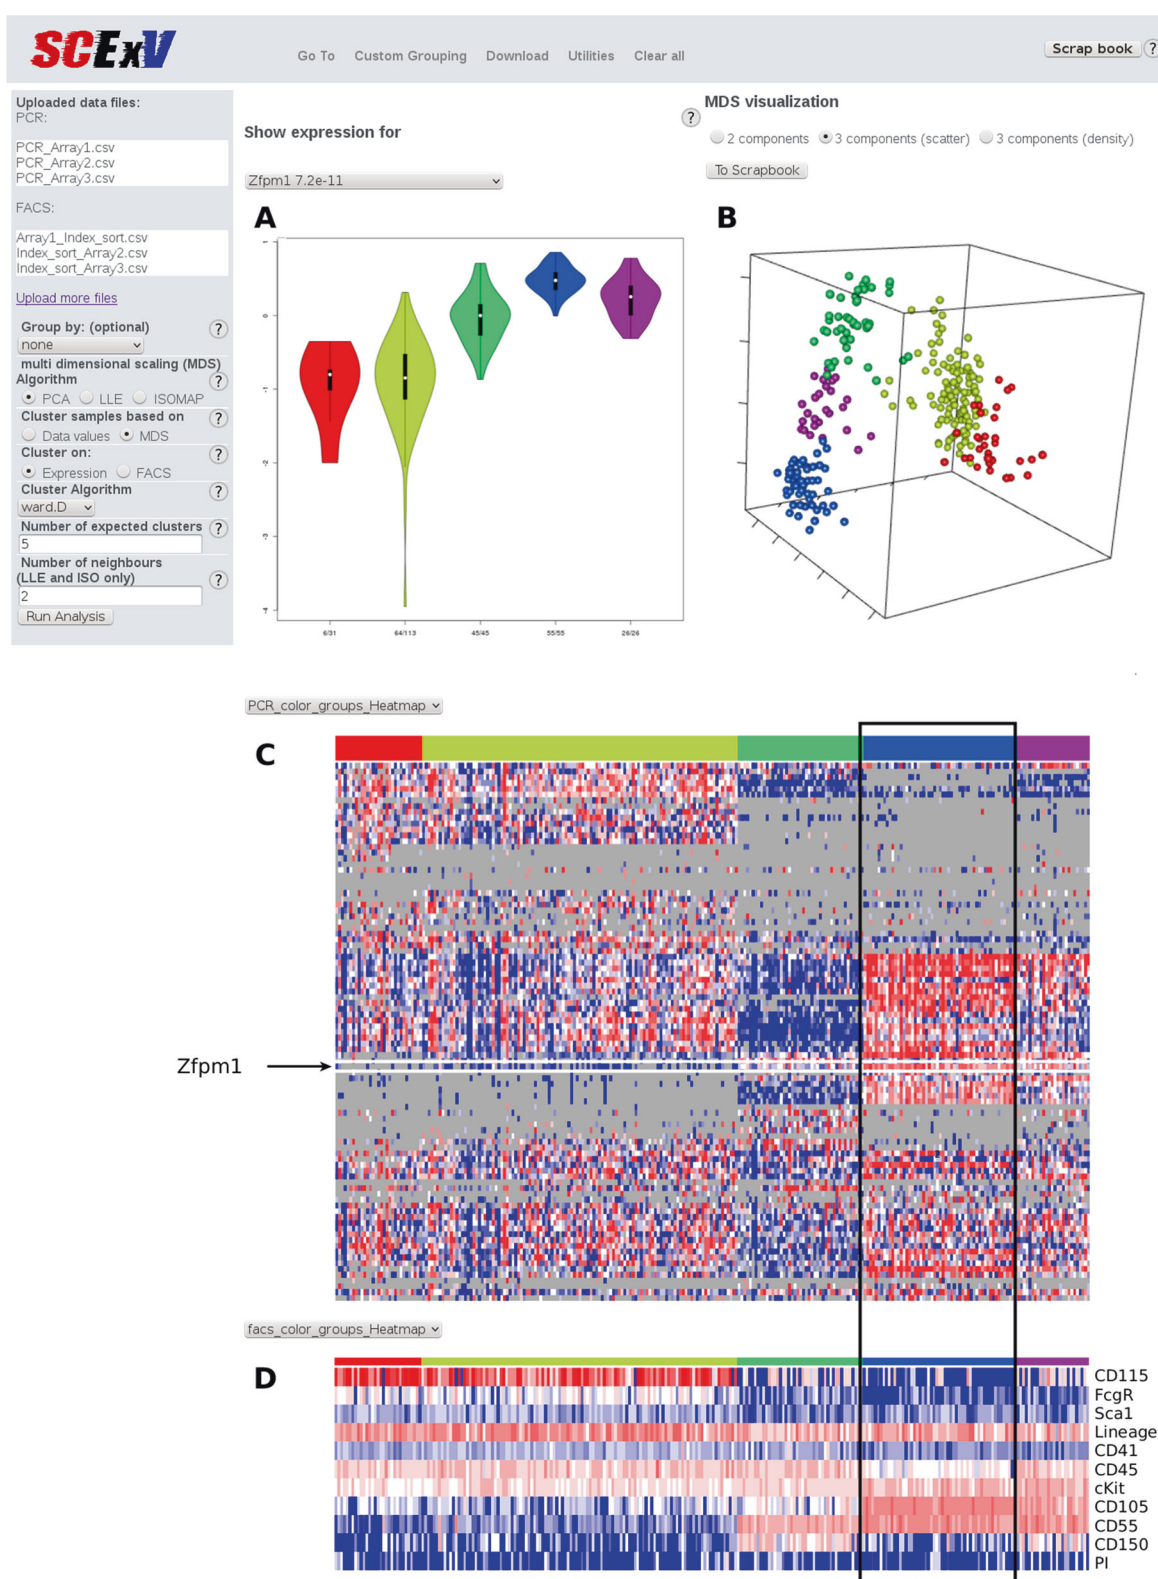 SCExV
Go To Custom Grouping Download Utilities Clear all
Scrap book ?
Uploaded data files:
PCR:
PCR_Array1.csv
PCR_Array2.csv
PCR_Array3.csv
FACS:
Array1_Index_sort.csv
Index_sort_Array2.csv
Index_sort_Array3.csv
Upload more files
Group by: (optional) ?
none
multi dimensional scaling (MDS)
Algorithm ?
PCA LLE ISOMAP
Cluster samples based on ?
Data values MDS
Cluster on: ?
Expression FACS
Cluster Algorithm ?
ward.D
Number of expected clusters ?
5
Number of neighbours
(LLE and ISO only) ?
2
Run Analysis
Show expression for ?
Zfpm1 7.2e-11
A
1
0
-1
-2
-3
-4
6/31 64/113 45/45 55/55 26/26
MDS visualization
2 components 3 components (scatter) 3 components (density)
To Scrapbook
B
PCR_color_groups_Heatmap
C
Zfpm1
facs_color_groups_Heatmap
D
CD115
FcgR
Sca1
Lineage
CD41
CD45
cKit
CD105
CD55
CD150
PI